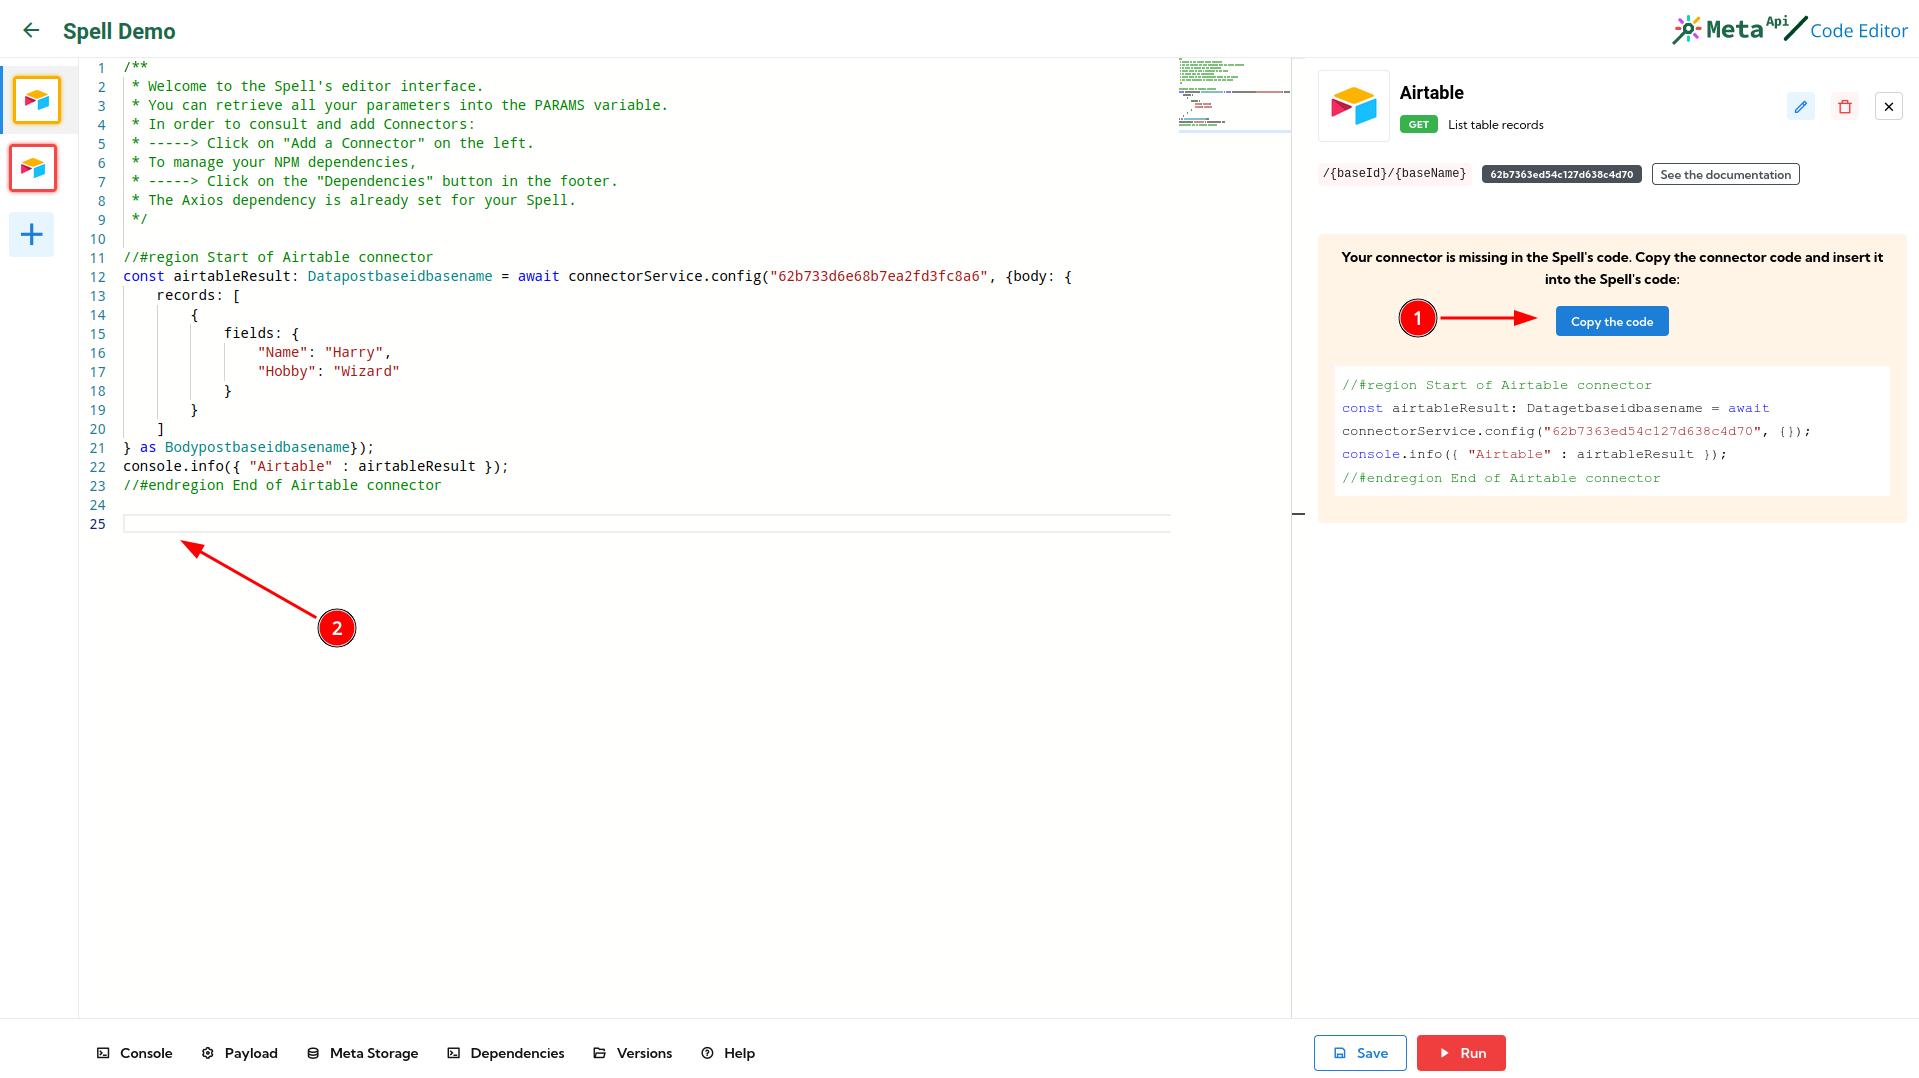 Spell Demo
Meta Api Code Editor
1 /**
2 * Welcome to the Spell's editor interface.
3 * You can retrieve all your parameters into the PARAMS variable.
4 * In order to consult and add Connectors:
5 * -----> Click on "Add a Connector" on the left.
6 * To manage your NPM dependencies,
7 * -----> Click on the "Dependencies" button in the footer.
8 * The Axios dependency is already set for your Spell.
9 */
10
11 //#region Start of Airtable connector
12 const airtableResult: Datapostbaseidbasename = await connectorService.config("62b733d6e68b7ea2fd3fc8a6", {body: {
13 records: [
14 {
15 fields: {
16 "Name": "Harry",
17 "Hobby": "Wizard"
18 }
19 }
20 ]
21 } as Bodypostbaseidbasename});
22 console.info({ "Airtable" : airtableResult });
23 //#endregion End of Airtable connector
24
25
2
Airtable
GET List table records
/{baseId}/{baseName} 62b7363ed54c127d638c4d70 See the documentation
Your connector is missing in the Spell's code. Copy the connector code and insert it
into the Spell's code:
1 Copy the code
//#region Start of Airtable connector
const airtableResult: Datagetbaseidbasename = await
connectorService.config("62b7363ed54c127d638c4d70", {});
console.info({ "Airtable" : airtableResult });
//#endregion End of Airtable connector
Console Payload Meta Storage Dependencies Versions Help Save Run